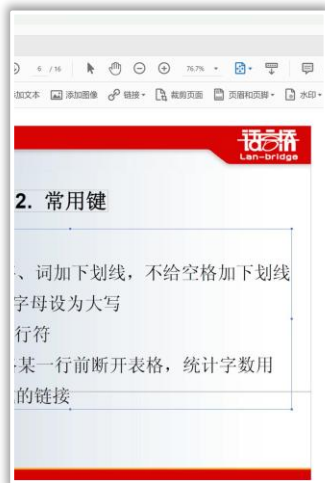 6 / 16 76.7%
加文本 添加图像 链接 裁剪页面 页眉和页脚 水印
语言桥
Lan-bridge
2. 常用键
、词加下划线，不给空格加下划线
字母设为大写
行符
某一行前断开表格，统计字数用
的链接